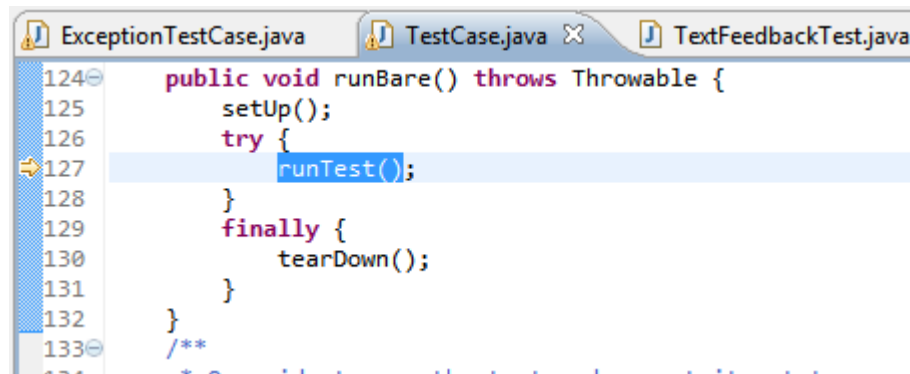 ExceptionTestCase.java TestCase.java TextFeedbackTest.java
124 public void runBare() throws Throwable {
125 setUp();
126 try {
127 runTest();
128 }
129 finally {
130 tearDown();
131 }
132 }
133 /**